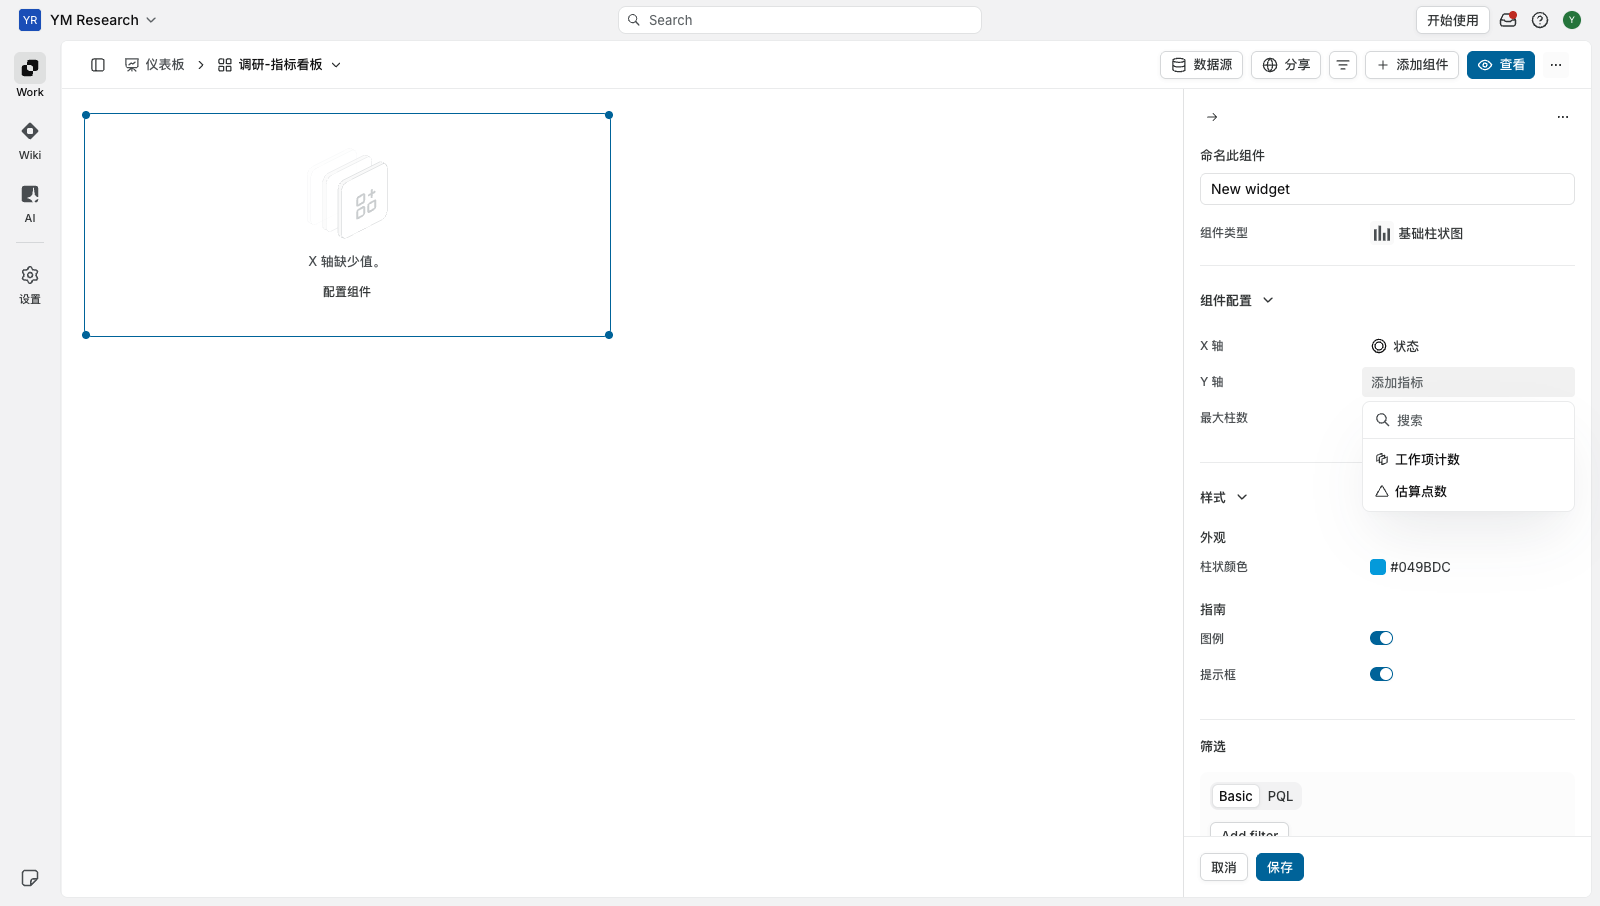 YR YM Research
Search
开始使用
Y
Work
Wiki
AI
设置
仪表板
调研-指标看板
数据源
分享
添加组件
查看
X 轴缺少值。
配置组件
命名此组件
New widget
组件类型
基础柱状图
组件配置
X 轴
状态
Y 轴
添加指标
最大柱数
搜索
工作项计数
估算点数
样式
外观
柱状颜色
#049BDC
指南
图例
提示框
筛选
Basic PQL
Add filter
取消
保存